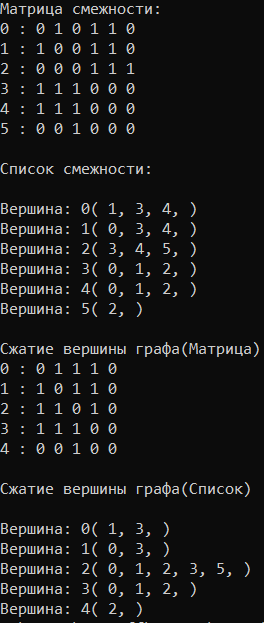 Матрица смежности:
0 : 0 1 0 1 1 0
1 : 1 0 0 1 1 0
2 : 0 0 0 1 1 1
3 : 1 1 1 0 0 0
4 : 1 1 1 0 0 0
5 : 0 0 1 0 0 0
Список смежности:
Вершина: 0( 1, 3, 4, )
Вершина: 1( 0, 3, 4, )
Вершина: 2( 3, 4, 5, )
Вершина: 3( 0, 1, 2, )
Вершина: 4( 0, 1, 2, )
Вершина: 5( 2, )
Сжатие вершины графа(Матрица)
0 : 0 1 1 1 0
1 : 1 0 1 1 0
2 : 1 1 0 1 0
3 : 1 1 1 0 0
4 : 0 0 1 0 0
Сжатие вершины графа(Список)
Вершина: 0( 1, 3, )
Вершина: 1( 0, 3, )
Вершина: 2( 0, 1, 2, 3, 5, )
Вершина: 3( 0, 1, 2, )
Вершина: 4( 2, )